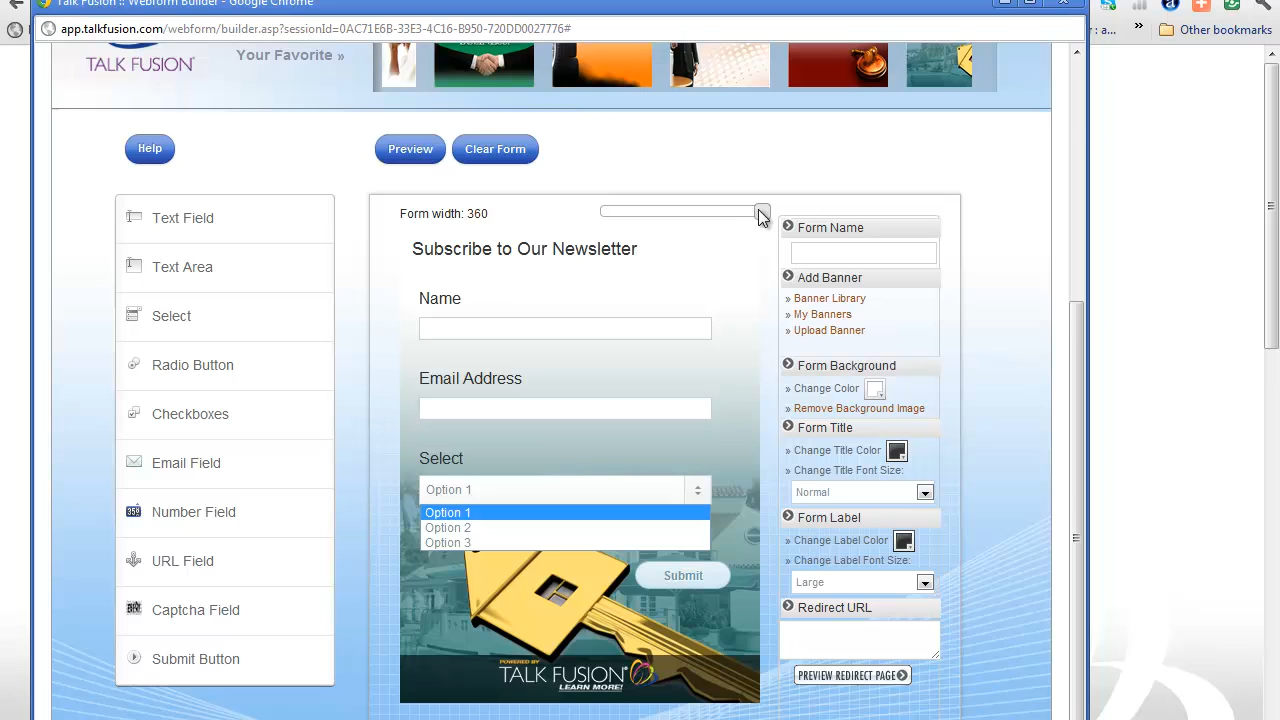 Talk Fusion :: Webform Builder - Google Chrome
app.talkfusion.com/webform/builder.asp?sessionId=0AC71E6B-33E3-4C16-B950-720DD0027776#
: a...
»
Other bookmarks
TALK FUSION
Your Favorite »
Help
Preview
Clear Form
Text Field
Text Area
Select
Radio Button
Checkboxes
Email Field
Number Field
URL Field
Captcha Field
Submit Button
Form width: 360
Subscribe to Our Newsletter
Name
Email Address
Select
Option 1
Option 1
Option 2
Option 3
Submit
POWERED BY
TALK FUSION®
LEARN MORE!
Form Name
Add Banner
» Banner Library
» My Banners
» Upload Banner
Form Background
» Change Color
» Remove Background Image
Form Title
» Change Title Color
» Change Title Font Size:
Normal
Form Label
» Change Label Color
» Change Label Font Size:
Large
Redirect URL
PREVIEW REDIRECT PAGE